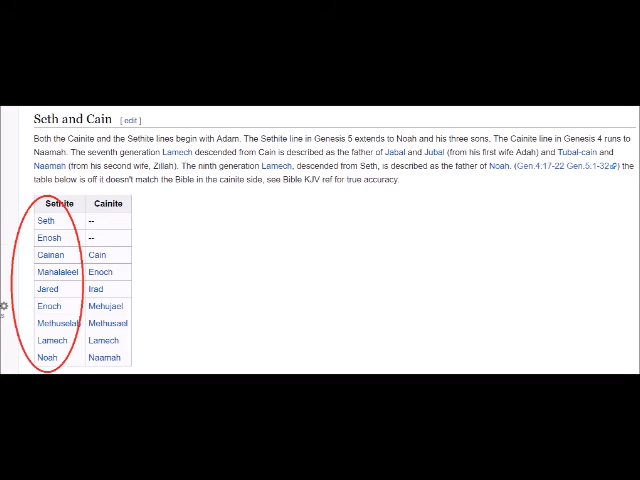 Seth and Cain [ edit ]
Both the Cainite and the Sethite lines begin with Adam. The Sethite line in Genesis 5 extends to Noah and his three sons. The Cainite line in Genesis 4 runs to
Naamah. The seventh generation Lamech descended from Cain is described as the father of Jabal and Jubal (from his first wife Adah) and Tubal-cain and
Naamah (from his second wife, Zillah). The ninth generation Lamech, descended from Seth, is described as the father of Noah. (Gen.4:17-22 Gen.5:1-32) the
table below is off it doesn't match the Bible in the cainite side, see Bible KJV ref for true accuracy.
Sethite Cainite
Seth --
Enosh --
Cainan Cain
Mahalaleel Enoch
Jared Irad
Enoch Mehujael
Methuselah Methusael
Lamech Lamech
Noah Naamah